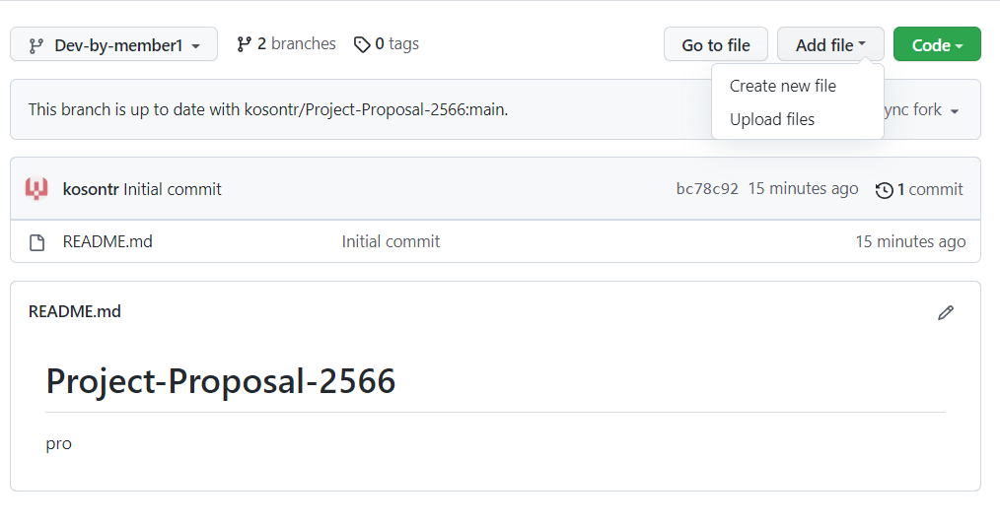 Dev-by-member1 2 branches 0 tags Go to file Add file Code
Create new file
This branch is up to date with kosontr/Project-Proposal-2566:main. ync fork
Upload files
kosontr Initial commit bc78c92 15 minutes ago 1 commit
README.md Initial commit 15 minutes ago
README.md
Project-Proposal-2566
pro